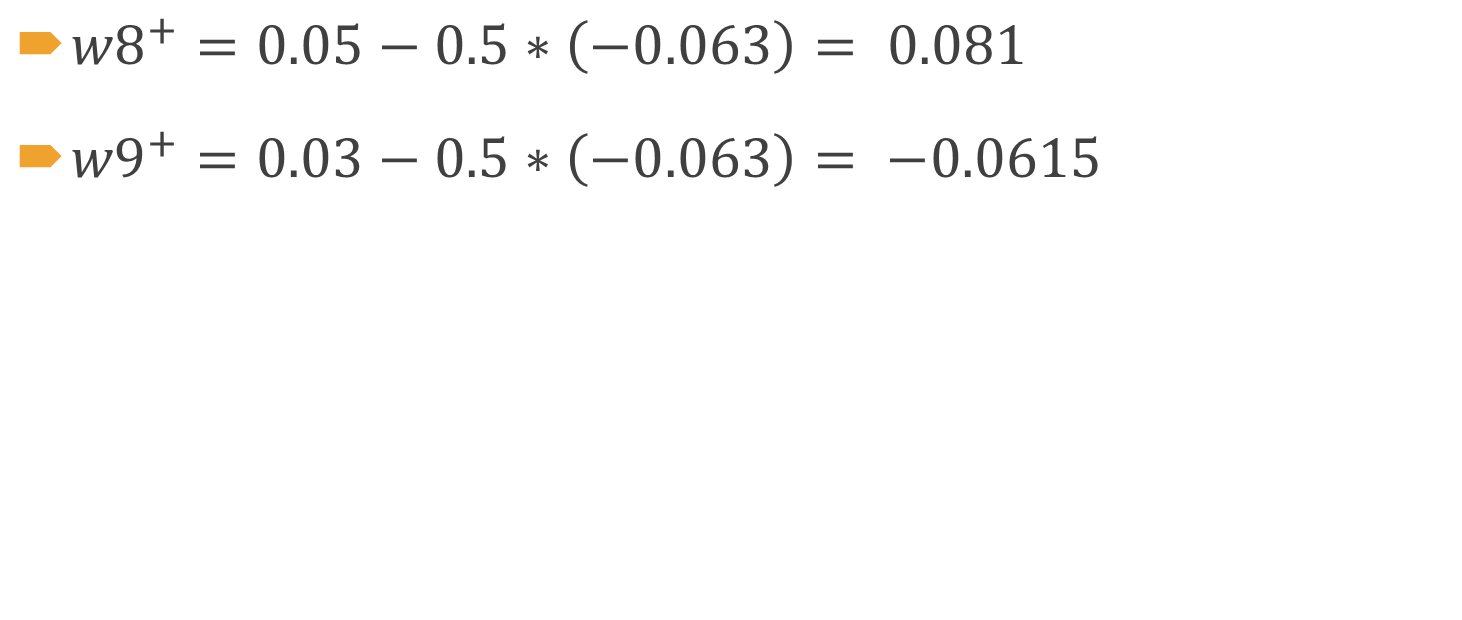 w8⁺ = 0.05 − 0.5 ∗ (−0.063) = 0.081
w9⁺ = 0.03 − 0.5 ∗ (−0.063) = −0.0615